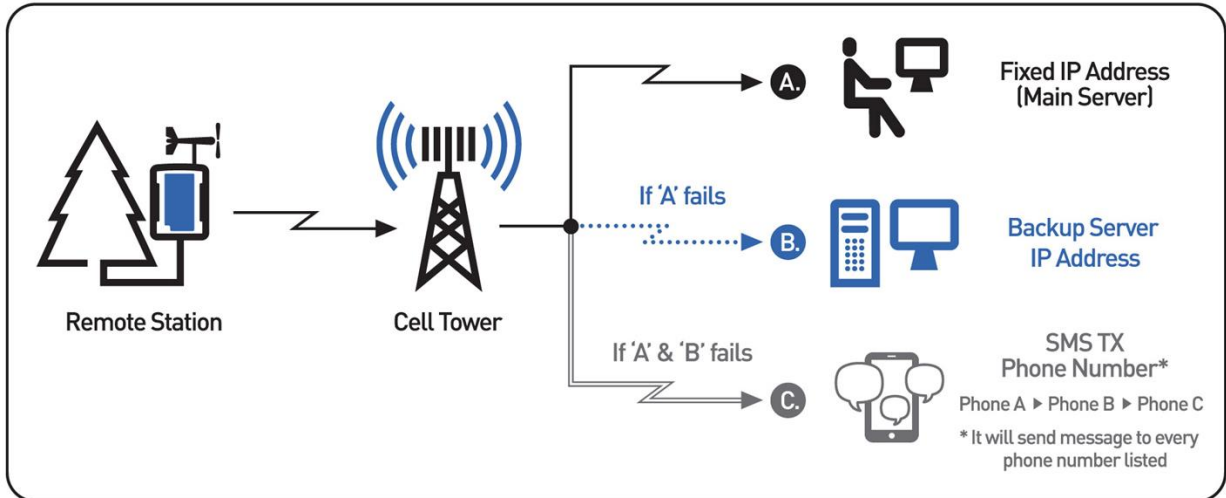 Remote Station
Cell Tower
A.
Fixed IP Address
(Main Server)
If ‘A’ fails
B.
Backup Server
IP Address
If ‘A’ & ‘B’ fails
C.
SMS TX
Phone Number*
Phone A ▶ Phone B ▶ Phone C
* It will send message to every
phone number listed